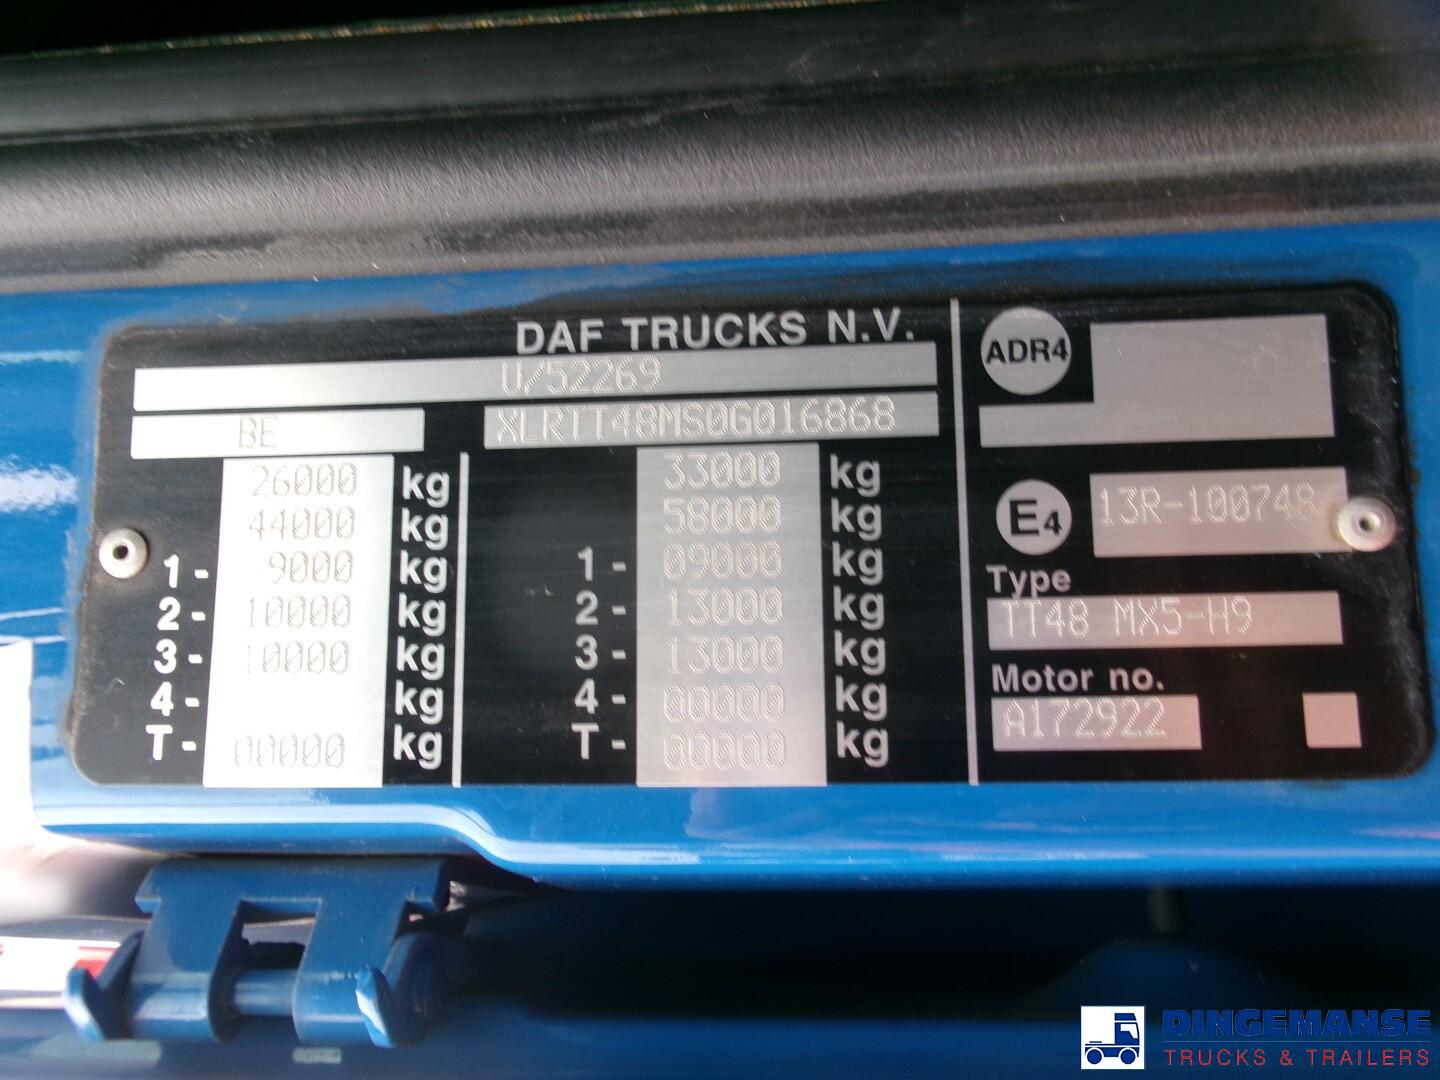 DAF TRUCKS N.V.
U/52269
BE XLRTT48MS0G016868
26000 kg 33000 kg
44000 kg 58000 kg
1- 9000 kg 1- 09000 kg
2- 10000 kg 2- 13000 kg
3- 10000 kg 3- 13000 kg
4- kg 4- 00000 kg
T- 00000 kg T- 00000 kg
ADR4
E4 13R-100748
Type
TT48 MX5-H9
Motor no.
A172922
DINGEMANSE
TRUCKS & TRAILERS